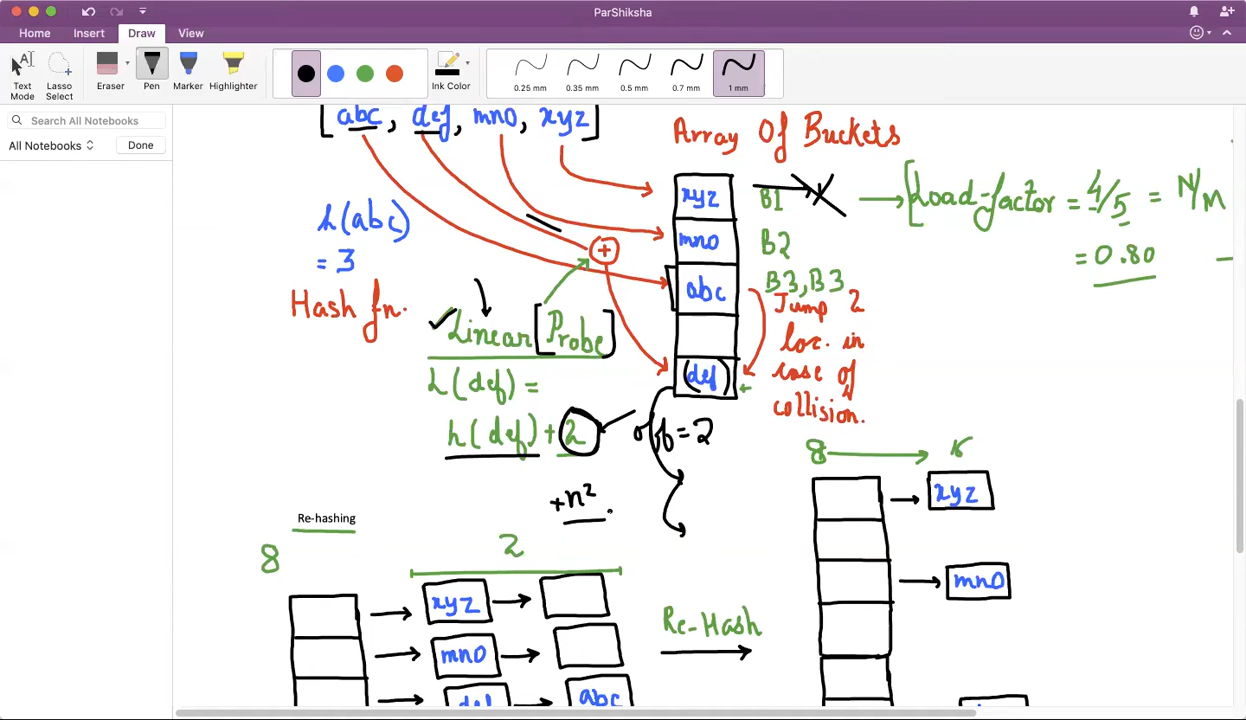 ParShiksha
Home Insert Draw View
Text Mode
Lasso Select
Eraser
Pen
Marker
Highlighter
Ink Color
0.25 mm
0.35 mm
0.5 mm
0.7 mm
1 mm
Search All Notebooks
All Notebooks
Done
[abc, def, mno, xyz]
Array Of Buckets
xyz B1
Load-factor = 4/5 = N/M
= 0.80
mno B2
abc B3, B3
h(abc)
= 3
Hash fn.
Linear [Probe]
h(def) =
h(def) + 2
+
(def)
Jump 2
loc. in
case of
collision.
off = 2
+n²
Re-hashing
8
2
xyz
mno
def abc
Re-Hash
8
xyz
mno